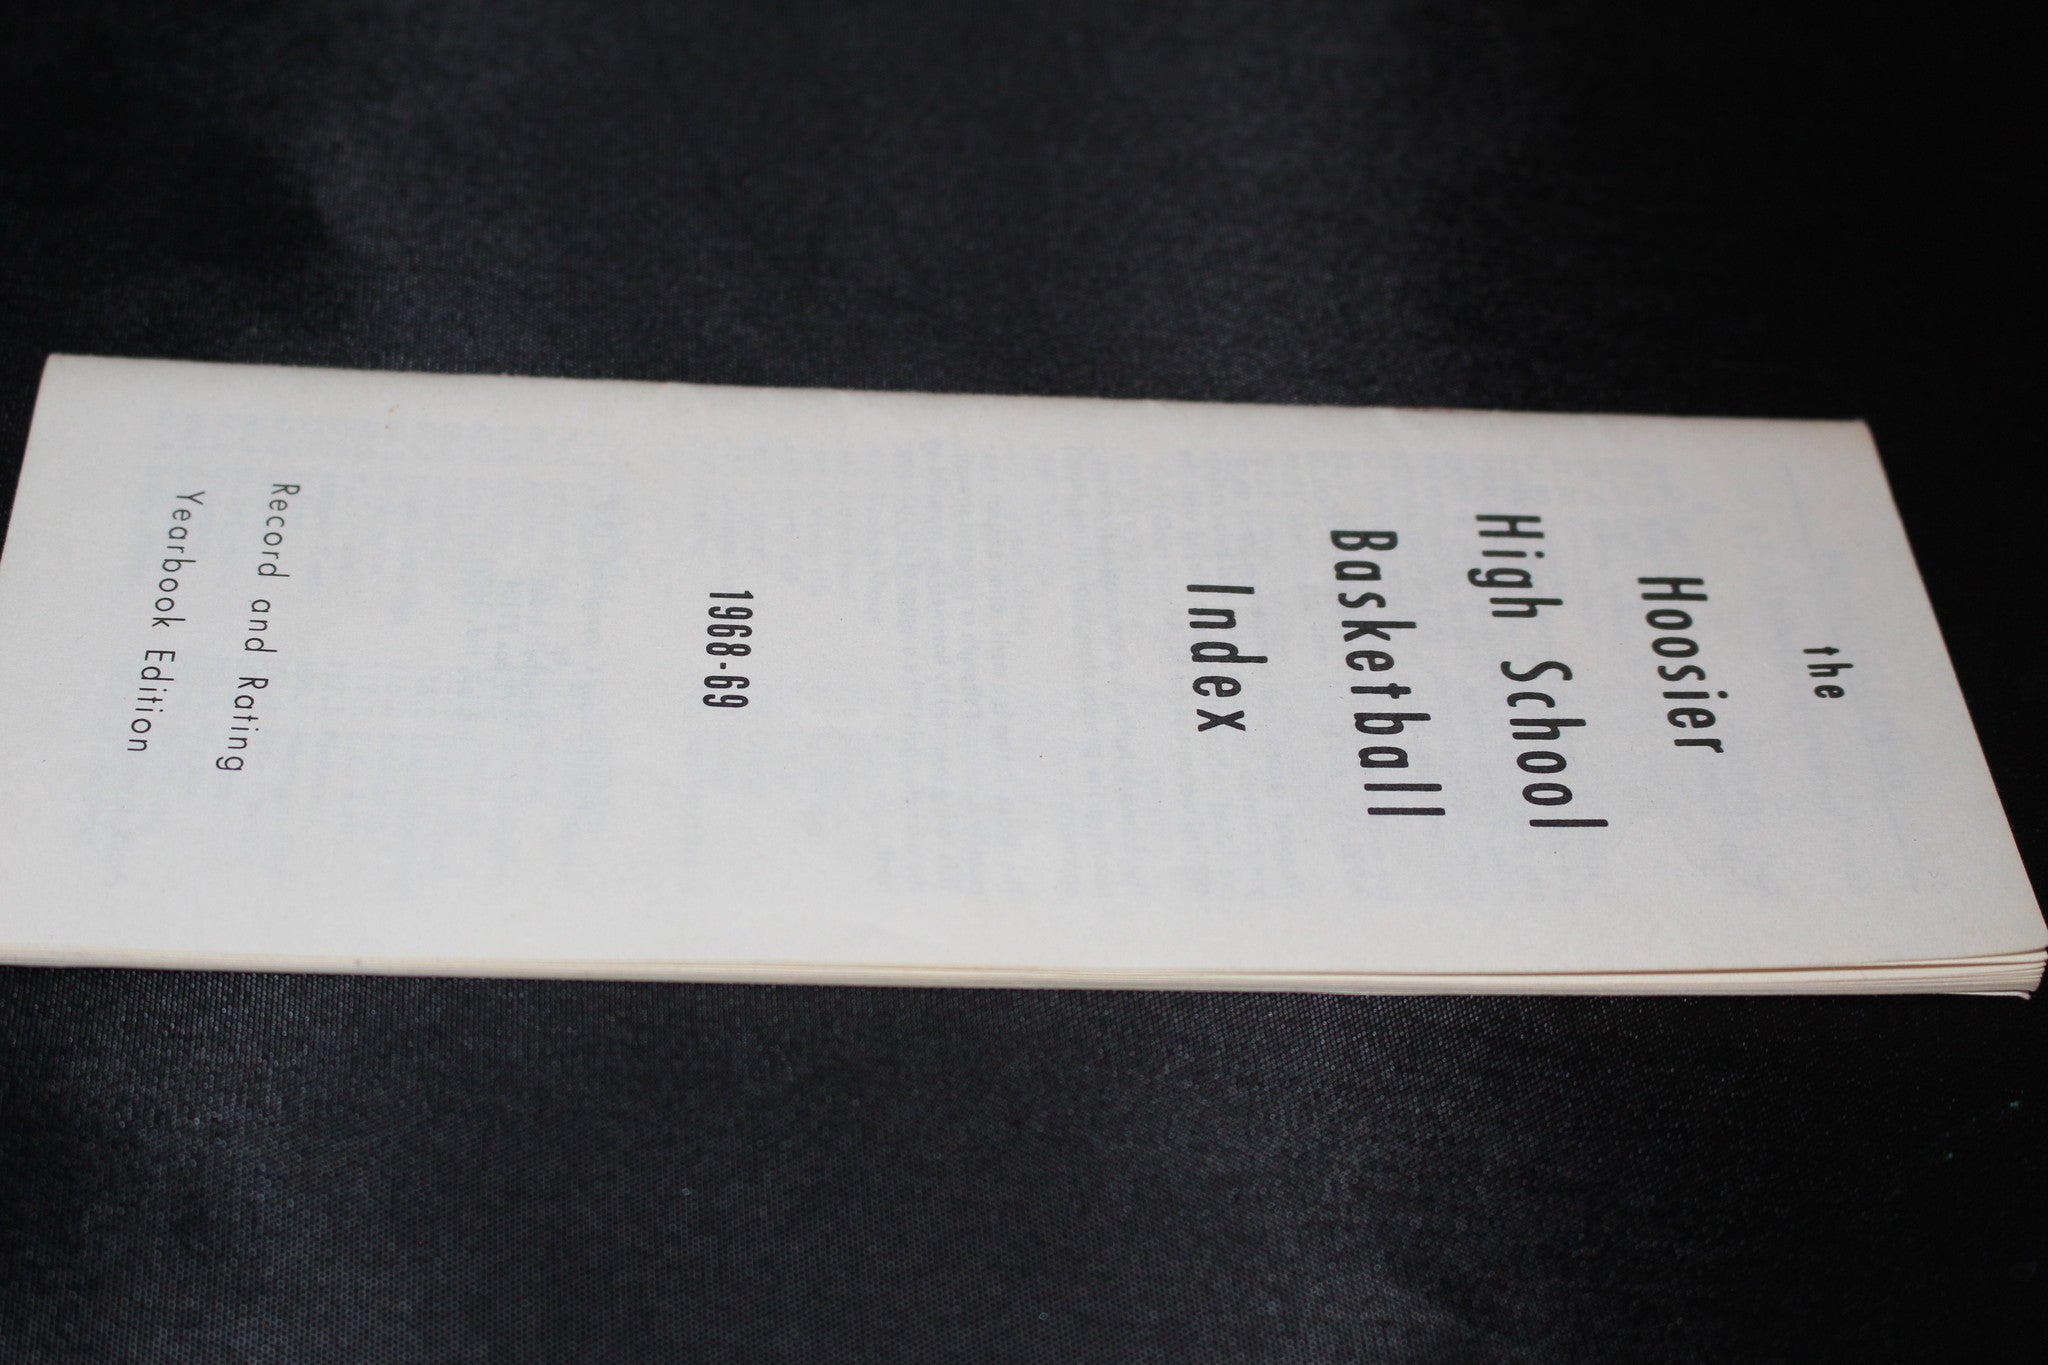 the
Hoosier
High School
Basketball
Index
1968-69
Record and Rating
Yearbook Edition